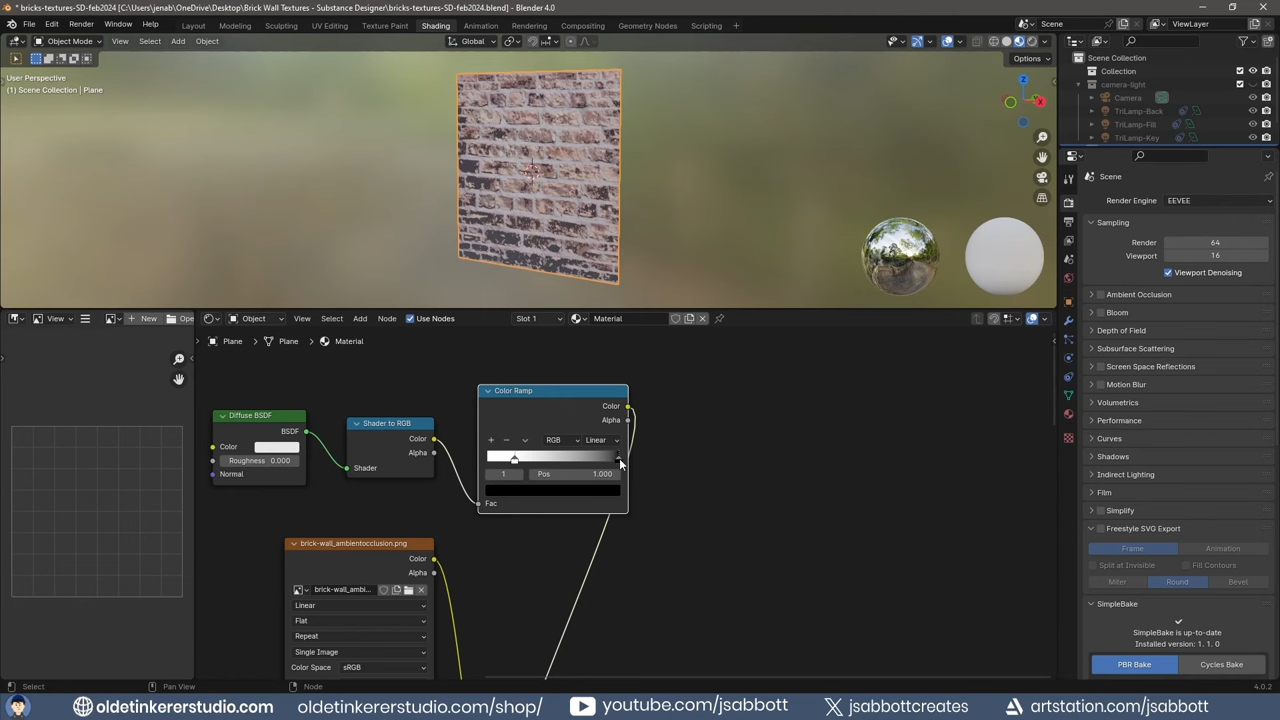 * bricks-textures-SD-feb2024 [C:\Users\jenab\OneDrive\Brick Wall Textures - Substance Designer\bricks-textures-SD-feb2024.blend] - Blender 4.0
File Edit Render Window Help Layout Modeling Sculpting UV Editing Texture Paint Shading Animation Rendering Compositing Geometry Nodes Scripting + Scene ViewLayer
Object Mode View Select Add Object Global
Options
User Perspective
(1) Scene Collection | Plane
Z
X
Scene Collection
Collection
camera-light
Camera
TriLamp-Back
TriLamp-Fill
TriLamp-Key
Scene
Render Engine EEVEE
Sampling
Render 64
Viewport 16
Viewport Denoising
Ambient Occlusion
Bloom
Depth of Field
Subsurface Scattering
Screen Space Reflections
Motion Blur
Volumetrics
Performance
Curves
Shadows
Indirect Lighting
Film
Simplify
Freestyle SVG Export
Frame Animation
Split at Invisible Fill Contours
Miter Round Bevel
SimpleBake
SimpleBake is up-to-date
Installed version: 1. 1. 0
PBR Bake Cycles Bake
View + New Ope
Object View Select Add Node Use Nodes Slot 1 Material
Plane > Plane > Material
Diffuse BSDF
BSDF
Color
Roughness 0.000
Normal
Shader to RGB
Color
Alpha
Shader
Color Ramp
Color
Alpha
+ − RGB Linear
1 Pos 1.000
Fac
brick-wall_ambientocclusion.png
Color
Alpha
brick-wall_ambi...
Linear
Flat
Repeat
Single Image
Color Space sRGB
Select Pan View Node 4.0.2
oldetinkererstudio.com oldetinkererstudio.com/shop/ youtube.com/jsabbott jsabbottcreates artstation.com/jsabbott